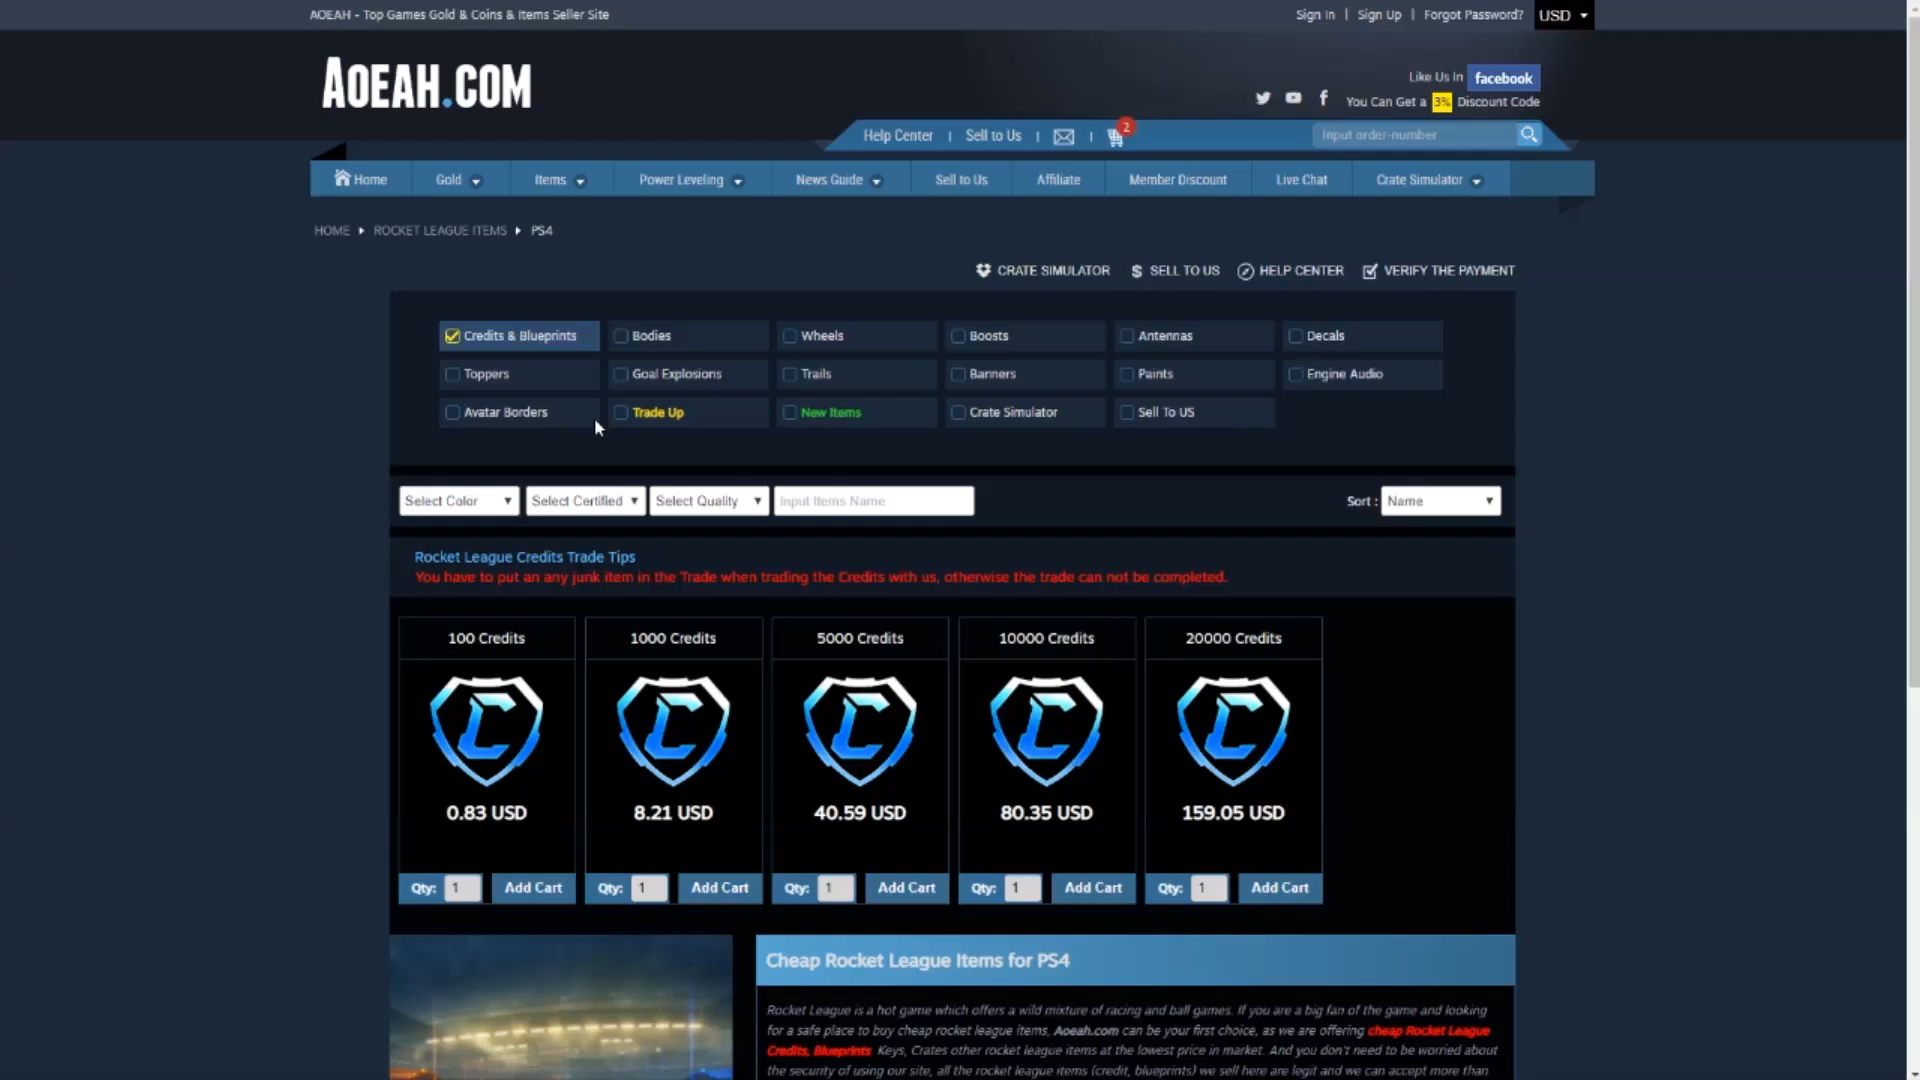 AOEAH - Top Games Gold & Coins & Items Seller Site
Sign In | Sign Up | Forgot Password? USD
AOEAH.COM
Like Us In facebook
You Can Get a 3% Discount Code
Help Center | Sell to Us | | 2
Input order-number
Home Gold Items Power Leveling News Guide Sell to Us Affiliate Member Discount Live Chat Crate Simulator
HOME ROCKET LEAGUE ITEMS PS4
CRATE SIMULATOR $ SELL TO US HELP CENTER VERIFY THE PAYMENT
Credits & Blueprints Bodies Wheels Boosts Antennas Decals
Toppers Goal Explosions Trails Banners Paints Engine Audio
Avatar Borders Trade Up New Items Crate Simulator Sell To US
Select Color Select Certified Select Quality Input Items Name Sort : Name
Rocket League Credits Trade Tips
You have to put an any junk item in the Trade when trading the Credits with us, otherwise the trade can not be completed.
100 Credits 1000 Credits 5000 Credits 10000 Credits 20000 Credits
0.83 USD 8.21 USD 40.59 USD 80.35 USD 159.05 USD
Qty: 1 Add Cart Qty: 1 Add Cart Qty: 1 Add Cart Qty: 1 Add Cart Qty: 1 Add Cart
Cheap Rocket League Items for PS4
Rocket League is a hot game which offers a wild mixture of racing and ball games. If you are a big fan of the game and looking
for a safe place to buy cheap rocket league items, Aoeah.com can be your first choice, as we are offering cheap Rocket League
Credits, Blueprints Keys, Crates other rocket league items at the lowest price in market. And you don't need to be worried about
the security of using our site, all the rocket league items (credit, blueprints) we sell here are legit and we can accept more than